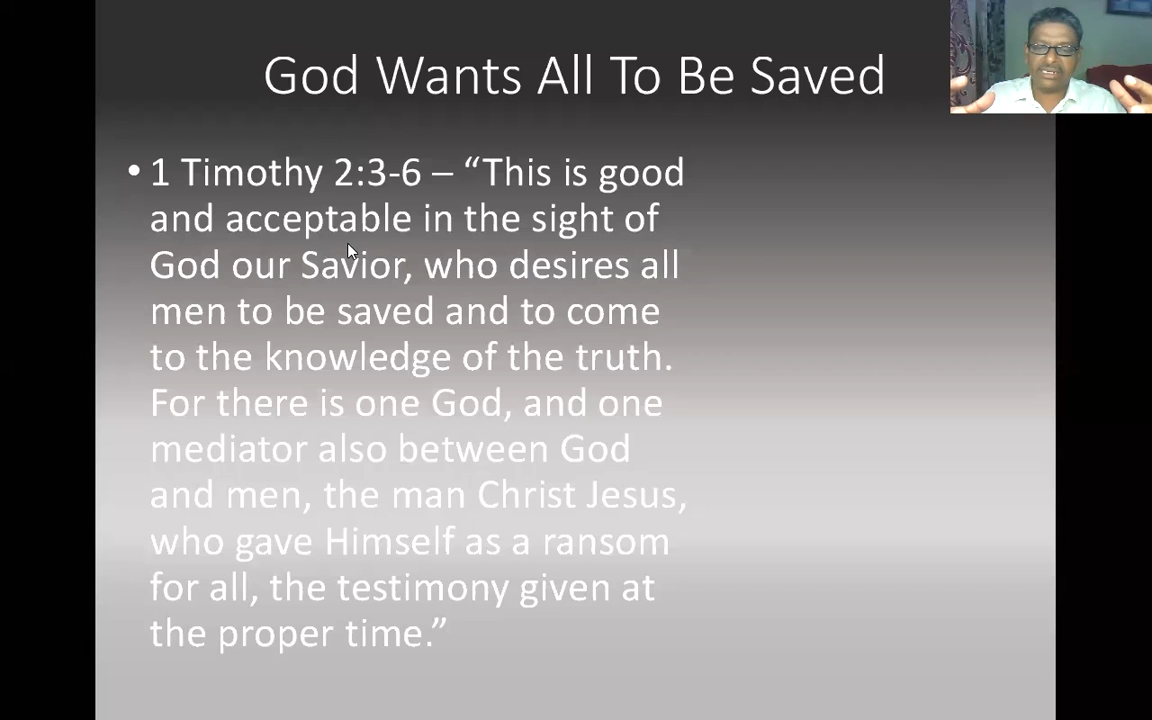 God Wants All To Be Saved
• 1 Timothy 2:3-6 – “This is good
and acceptable in the sight of
God our Savior, who desires all
men to be saved and to come
to the knowledge of the truth.
For there is one God, and one
mediator also between God
and men, the man Christ Jesus,
who gave Himself as a ransom
for all, the testimony given at
the proper time.”